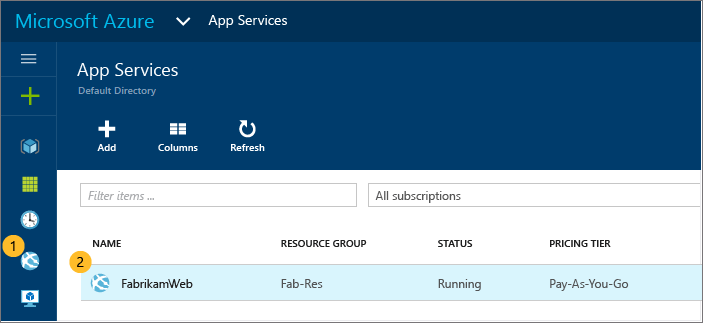 Microsoft Azure App Services
App Services
Default Directory
Add Columns Refresh
Filter items ... All subscriptions
1
NAME RESOURCE GROUP STATUS PRICING TIER
2
FabrikamWeb Fab-Res Running Pay-As-You-Go